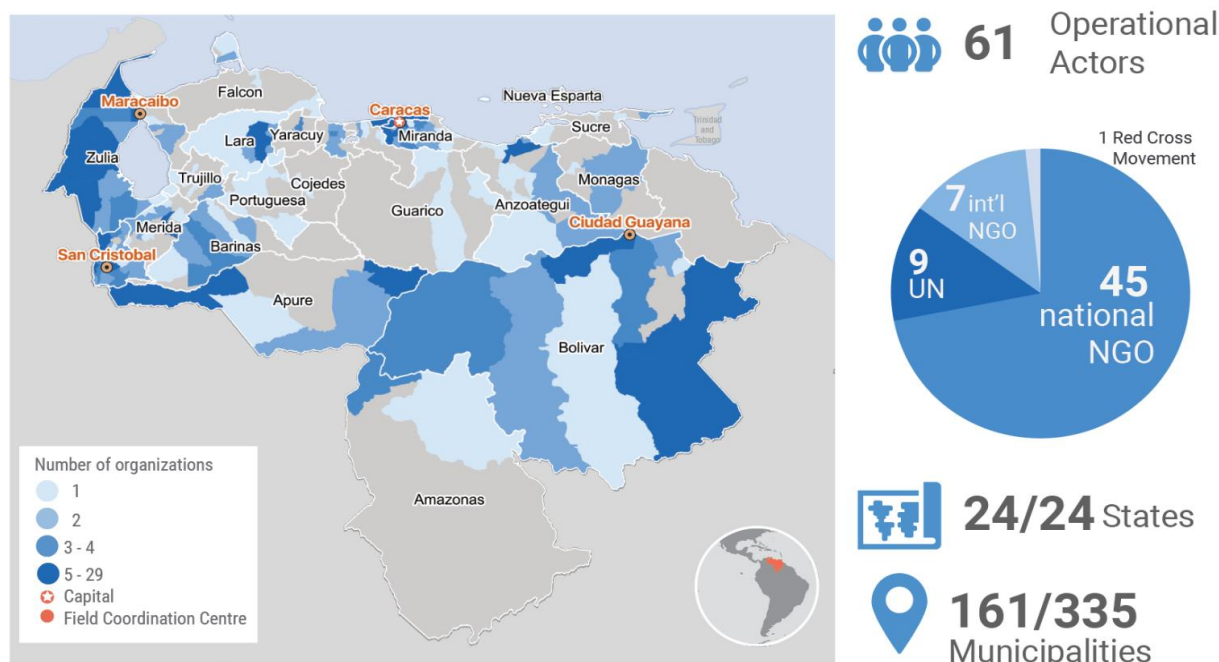 Falcon
Nueva Esparta
Maracaibo
Caracas
Sucre
Trinidad
and
Tobago
Lara
Yaracuy
Miranda
Zulia
Trujillo
Cojedes
Monagas
Portuguesa
Guarico
Anzoategui
Merida
Ciudad Guayana
San Cristobal
Barinas
Apure
Bolivar
Amazonas
Number of organizations
1
2
3 - 4
5 - 29
Capital
Field Coordination Centre
61 Operational
Actors
1 Red Cross
Movement
7 int'l
NGO
9
UN
45
national
NGO
24/24 States
161/335
Municipalities